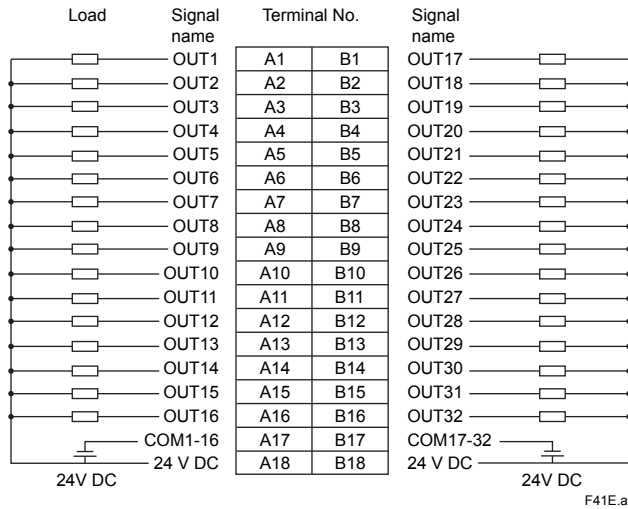 Load Signal name Terminal No. Signal name
OUT1 A1 B1 OUT17
OUT2 A2 B2 OUT18
OUT3 A3 B3 OUT19
OUT4 A4 B4 OUT20
OUT5 A5 B5 OUT21
OUT6 A6 B6 OUT22
OUT7 A7 B7 OUT23
OUT8 A8 B8 OUT24
OUT9 A9 B9 OUT25
OUT10 A10 B10 OUT26
OUT11 A11 B11 OUT27
OUT12 A12 B12 OUT28
OUT13 A13 B13 OUT29
OUT14 A14 B14 OUT30
OUT15 A15 B15 OUT31
OUT16 A16 B16 OUT32
COM1-16 A17 B17 COM17-32
24 V DC A18 B18 24 V DC
24V DC 24V DC
F41E.a